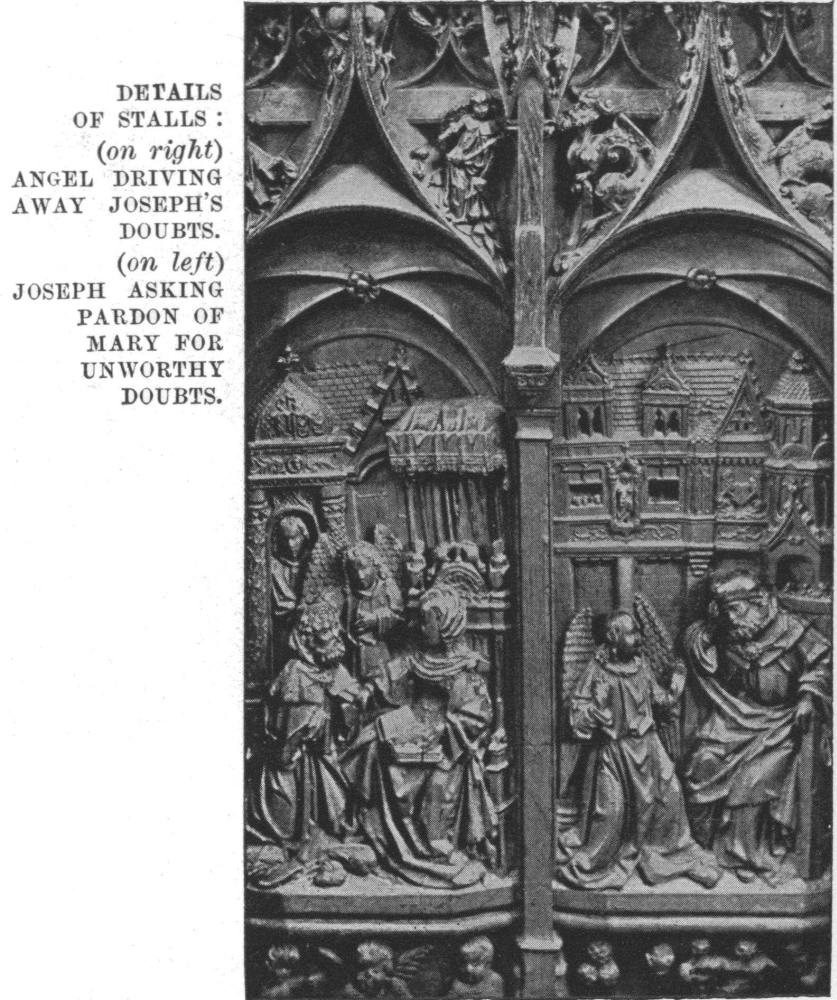 DETAILS
OF STALLS :
(on right)
ANGEL DRIVING
AWAY JOSEPH'S
DOUBTS.
(on left)
JOSEPH ASKING
PARDON OF
MARY FOR
UNWORTHY
DOUBTS.